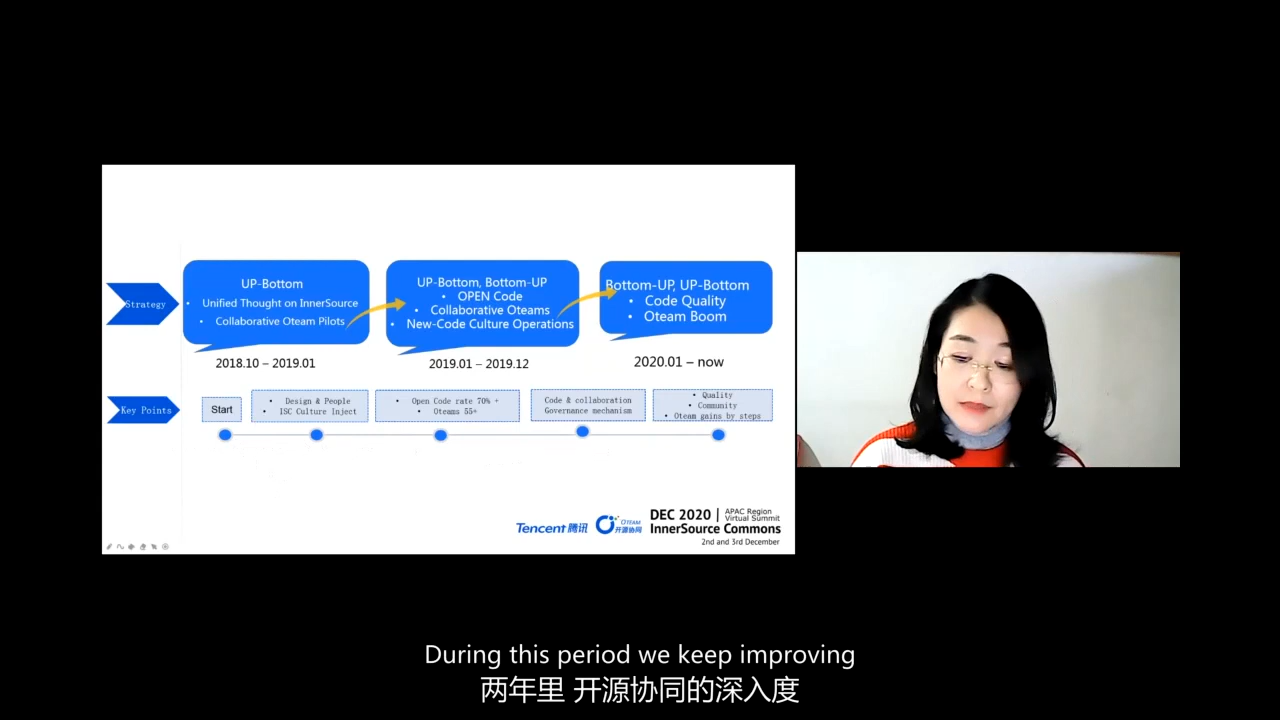 Strategy
UP-Bottom
• Unified Thought on InnerSource
• Collaborative Oteam Pilots
2018.10 – 2019.01
UP-Bottom, Bottom-UP
• OPEN Code
• Collaborative Oteams
• New-Code Culture Operations
2019.01 – 2019.12
Bottom-UP, UP-Bottom
• Code Quality
• Oteam Boom
2020.01 – now
Key Points
Start
• Design & People
• ISC Culture Inject
• Open Code rate 70% +
• Oteams 55+
Code & collaboration
Governance mechanism
• Quality
• Community
• Oteam gains by steps
Tencent 腾讯
OTEAM
开源协同
DEC 2020 | APAC Region
Virtual Summit
InnerSource Commons
2nd and 3rd December
During this period we keep improving
两年里 开源协同的深入度